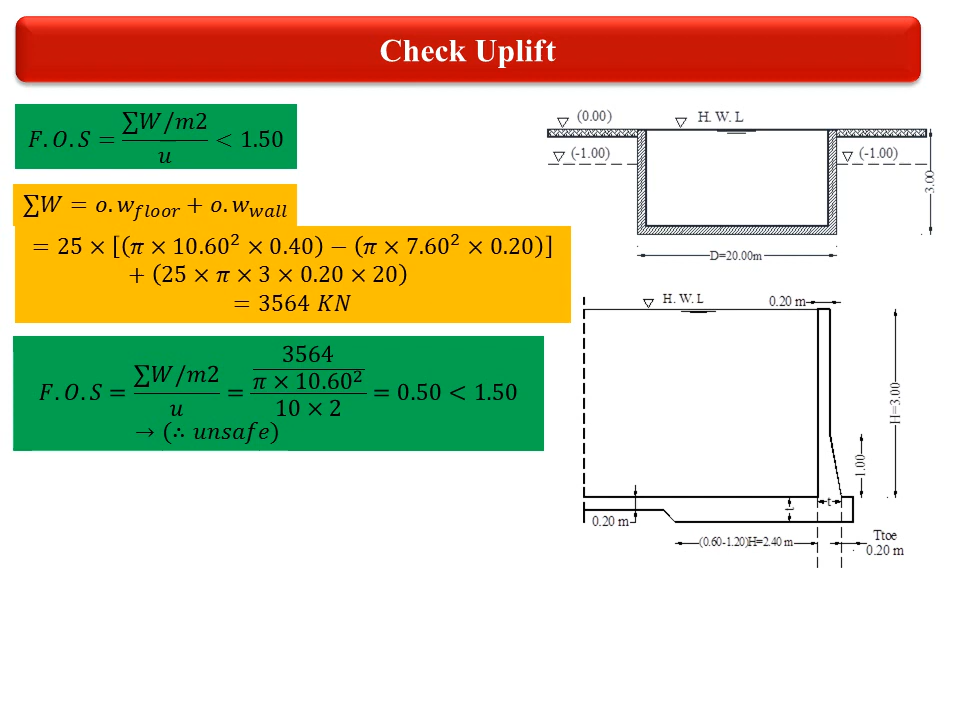 Check Uplift
F.O.S = ∑W/m2 / u < 1.50
∑W = o.w_floor + o.w_wall
= 25 × [(π × 10.60² × 0.40) − (π × 7.60² × 0.20)]
+ (25 × π × 3 × 0.20 × 20)
= 3564 KN
F.O.S = ∑W/m2 / u = (3564 / π × 10.60²) / 10 × 2 = 0.50 < 1.50
→ (∴ unsafe)
(0.00)
H. W. L
(-1.00)
(-1.00)
3.00
D=20.00m
H. W. L
0.20 m
H=3.00
1.00
t
t
0.20 m
(0.60-1.20)H=2.40 m
Ttoe
0.20 m